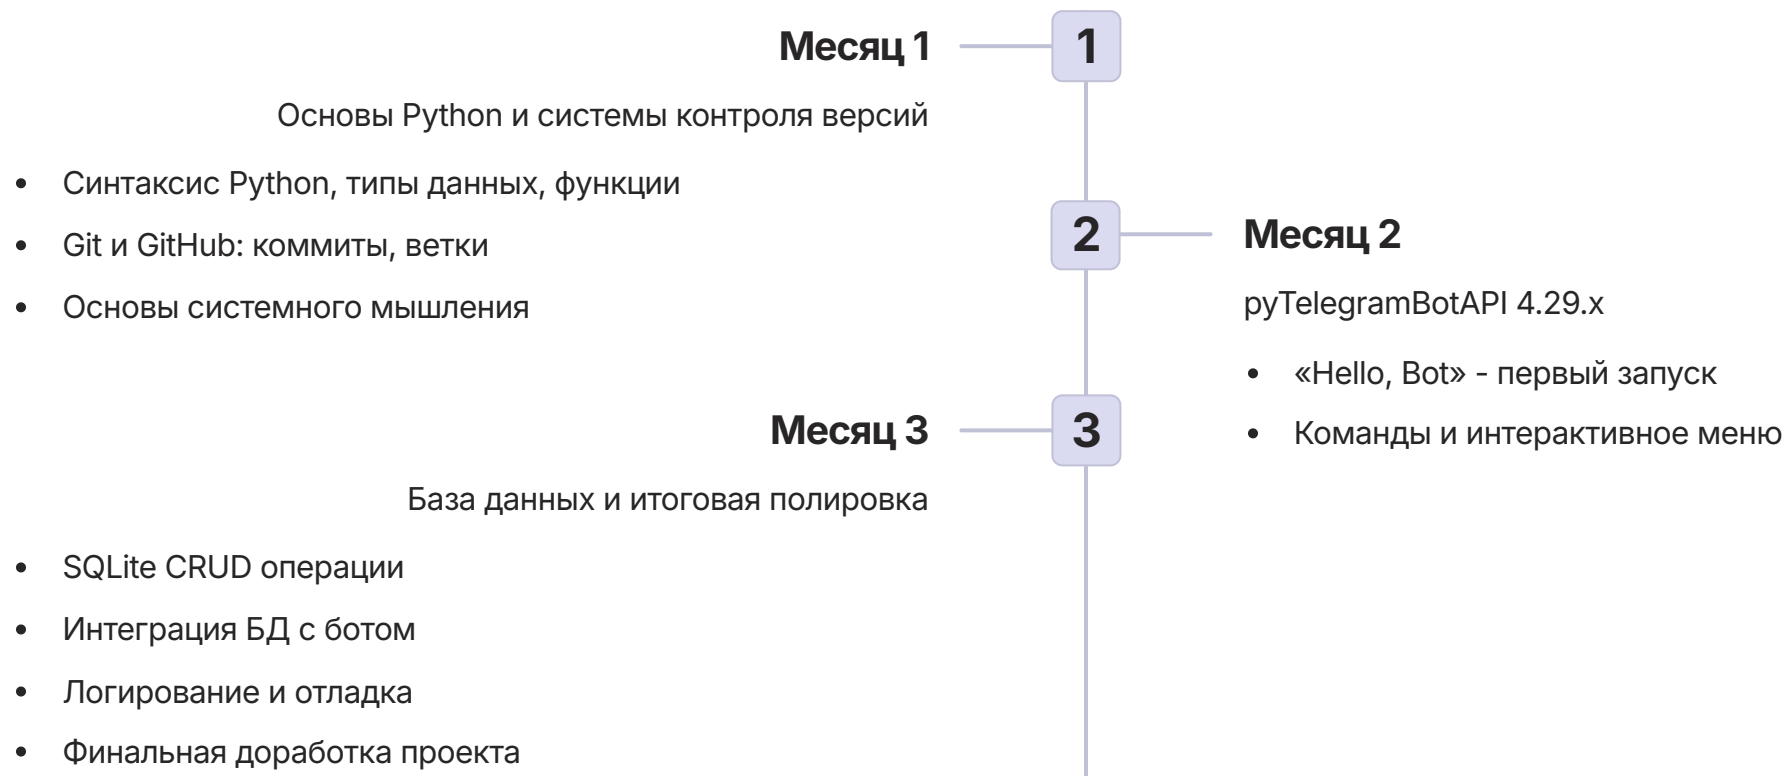 Месяц 1
1
Основы Python и системы контроля версий
• Синтаксис Python, типы данных, функции
• Git и GitHub: коммиты, ветки
• Основы системного мышления
2
Месяц 2
pyTelegramBotAPI 4.29.x
• «Hello, Bot» - первый запуск
• Команды и интерактивное меню
Месяц 3
3
База данных и итоговая полировка
• SQLite CRUD операции
• Интеграция БД с ботом
• Логирование и отладка
• Финальная доработка проекта